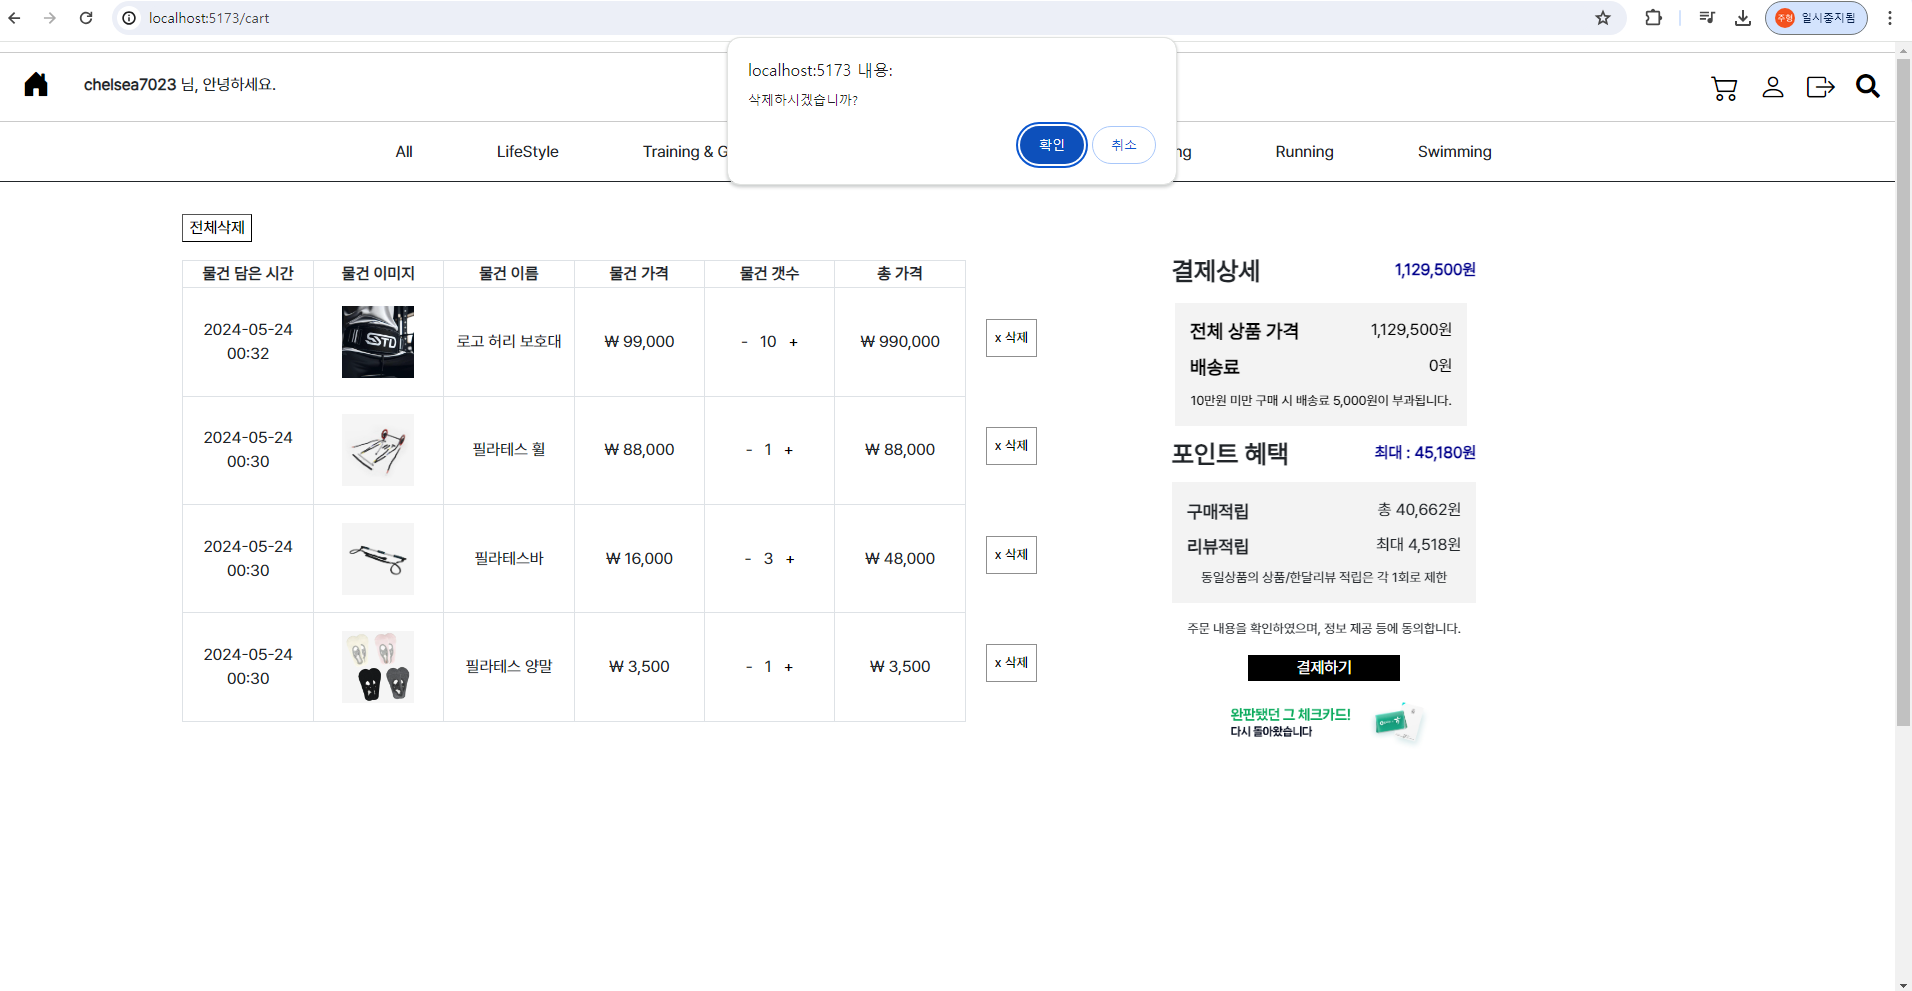 localhost:5173/cart
주형 일시중지됨
localhost:5173 내용:
삭제하시겠습니까?
확인 취소
chelsea7023 님, 안녕하세요.
All LifeStyle Training & G ng Running Swimming
전체삭제
물건 담은 시간 물건 이미지 물건 이름 물건 가격 물건 갯수 총 가격
2024-05-24
00:32
STD
로고 허리 보호대 ₩ 99,000 - 10 + ₩ 990,000 x 삭제
2024-05-24
00:30
필라테스 휠 ₩ 88,000 - 1 + ₩ 88,000 x 삭제
2024-05-24
00:30
필라테스바 ₩ 16,000 - 3 + ₩ 48,000 x 삭제
2024-05-24
00:30
필라테스 양말 ₩ 3,500 - 1 + ₩ 3,500 x 삭제
결제상세 1,129,500원
전체 상품 가격 1,129,500원
배송료 0원
10만원 미만 구매 시 배송료 5,000원이 부과됩니다.
포인트 혜택 최대 : 45,180원
구매적립 총 40,662원
리뷰적립 최대 4,518원
동일상품의 상품/한달리뷰 적립은 각 1회로 제한
주문 내용을 확인하였으며, 정보 제공 등에 동의합니다.
결제하기
완판됐던 그 체크카드!
다시 돌아왔습니다